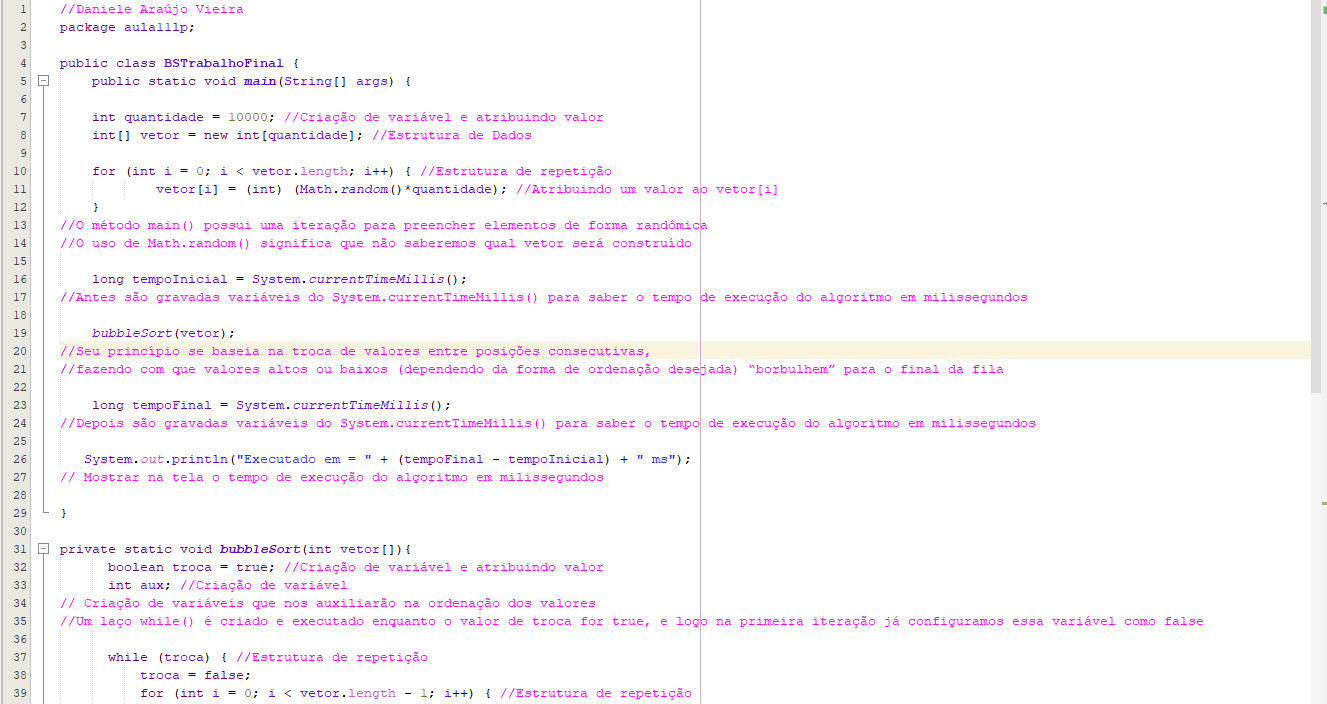 1 //Daniele Araújo Vieira
2 package aula11lp;
3
4 public class BSTrabalhoFinal {
5 public static void main(String[] args) {
6
7 int quantidade = 10000; //Criação de variável e atribuindo valor
8 int[] vetor = new int[quantidade]; //Estrutura de Dados
9
10 for (int i = 0; i < vetor.length; i++) { //Estrutura de repetição
11 vetor[i] = (int) (Math.random()*quantidade); //Atribuindo um valor ao vetor[i]
12 }
13 //O método main() possui uma iteração para preencher elementos de forma randômica
14 //O uso de Math.random() significa que não saberemos qual vetor será construído
15
16 long tempoInicial = System.currentTimeMillis();
17 //Antes são gravadas variáveis do System.currentTimeMillis() para saber o tempo de execução do algoritmo em milissegundos
18
19 bubbleSort(vetor);
20 //Seu princípio se baseia na troca de valores entre posições consecutivas,
21 //fazendo com que valores altos ou baixos (dependendo da forma de ordenação desejada) “borbulhem” para o final da fila
22
23 long tempoFinal = System.currentTimeMillis();
24 //Depois são gravadas variáveis do System.currentTimeMillis() para saber o tempo de execução do algoritmo em milissegundos
25
26 System.out.println("Executado em = " + (tempoFinal - tempoInicial) + " ms");
27 // Mostrar na tela o tempo de execução do algoritmo em milissegundos
28
29 }
30
31 private static void bubbleSort(int vetor[]){
32 boolean troca = true; //Criação de variável e atribuindo valor
33 int aux; //Criação de variável
34 // Criação de variáveis que nos auxiliarão na ordenação dos valores
35 //Um laço while() é criado e executado enquanto o valor de troca for true, e logo na primeira iteração já configuramos essa variável como false
36
37 while (troca) { //Estrutura de repetição
38 troca = false;
39 for (int i = 0; i < vetor.length - 1; i++) { //Estrutura de repetição